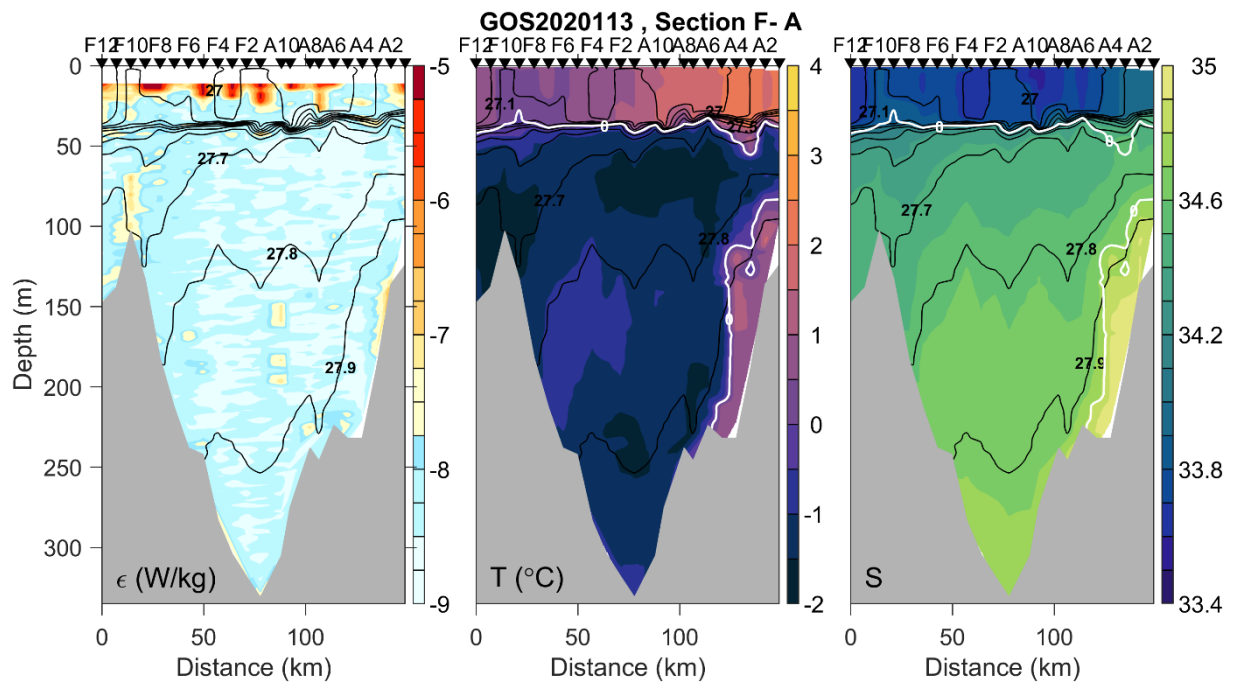 GOS2020113 , Section F- A
F12 F10 F8 F6 F4 F2 A10 A8 A6 A4 A2
F12 F10 F8 F6 F4 F2 A10 A8 A6 A4 A2
F12 F10 F8 F6 F4 F2 A10 A8 A6 A4 A2
0
50
100
150
200
250
300
Depth (m)
27
27.7
27.8
27.9
ϵ (W/kg)
0 50 100
Distance (km)
-5
-6
-7
-8
-9
27.1
27
0
27.8
0
T (°C)
0 50 100
Distance (km)
4
3
2
1
0
-1
-2
27.1
27
0
0
27.7
0
27.8
27.9
S
0 50 100
Distance (km)
35
34.6
34.2
33.8
33.4